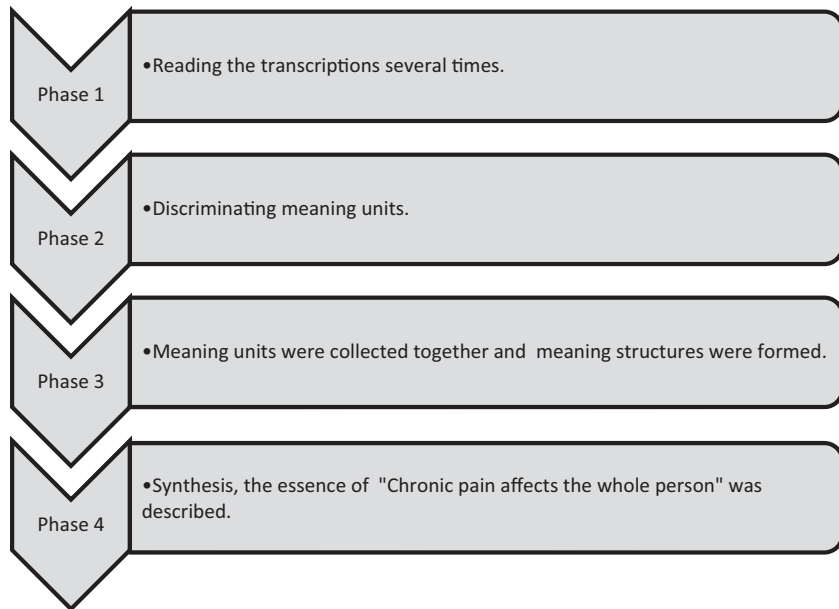 Phase 1
•Reading the transcriptions several times.
Phase 2
•Discriminating meaning units.
Phase 3
•Meaning units were collected together and  meaning structures were formed.
Phase 4
•Synthesis, the essence of  "Chronic pain affects the whole person" was
described.